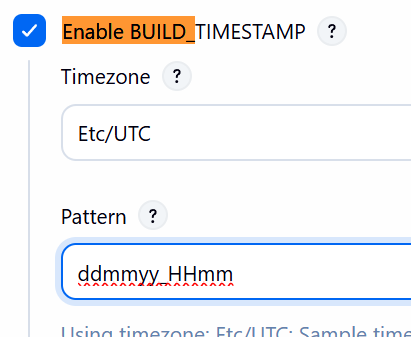 Enable BUILD_TIMESTAMP ?
Timezone ?
Etc/UTC
Pattern ?
ddmmyy_HHmm
Using timezone: Etc/UTC; Sample time